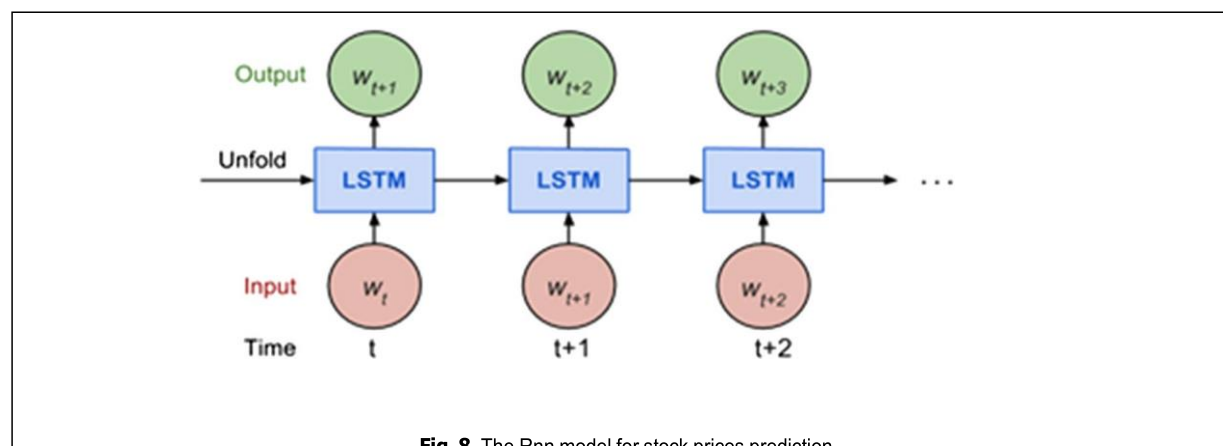 Output w_{t+1} w_{t+2} w_{t+3}
Unfold LSTM LSTM LSTM ...
Input w_t w_{t+1} w_{t+2}
Time t t+1 t+2
Fig. 8 The Rnn model for stock prices prediction